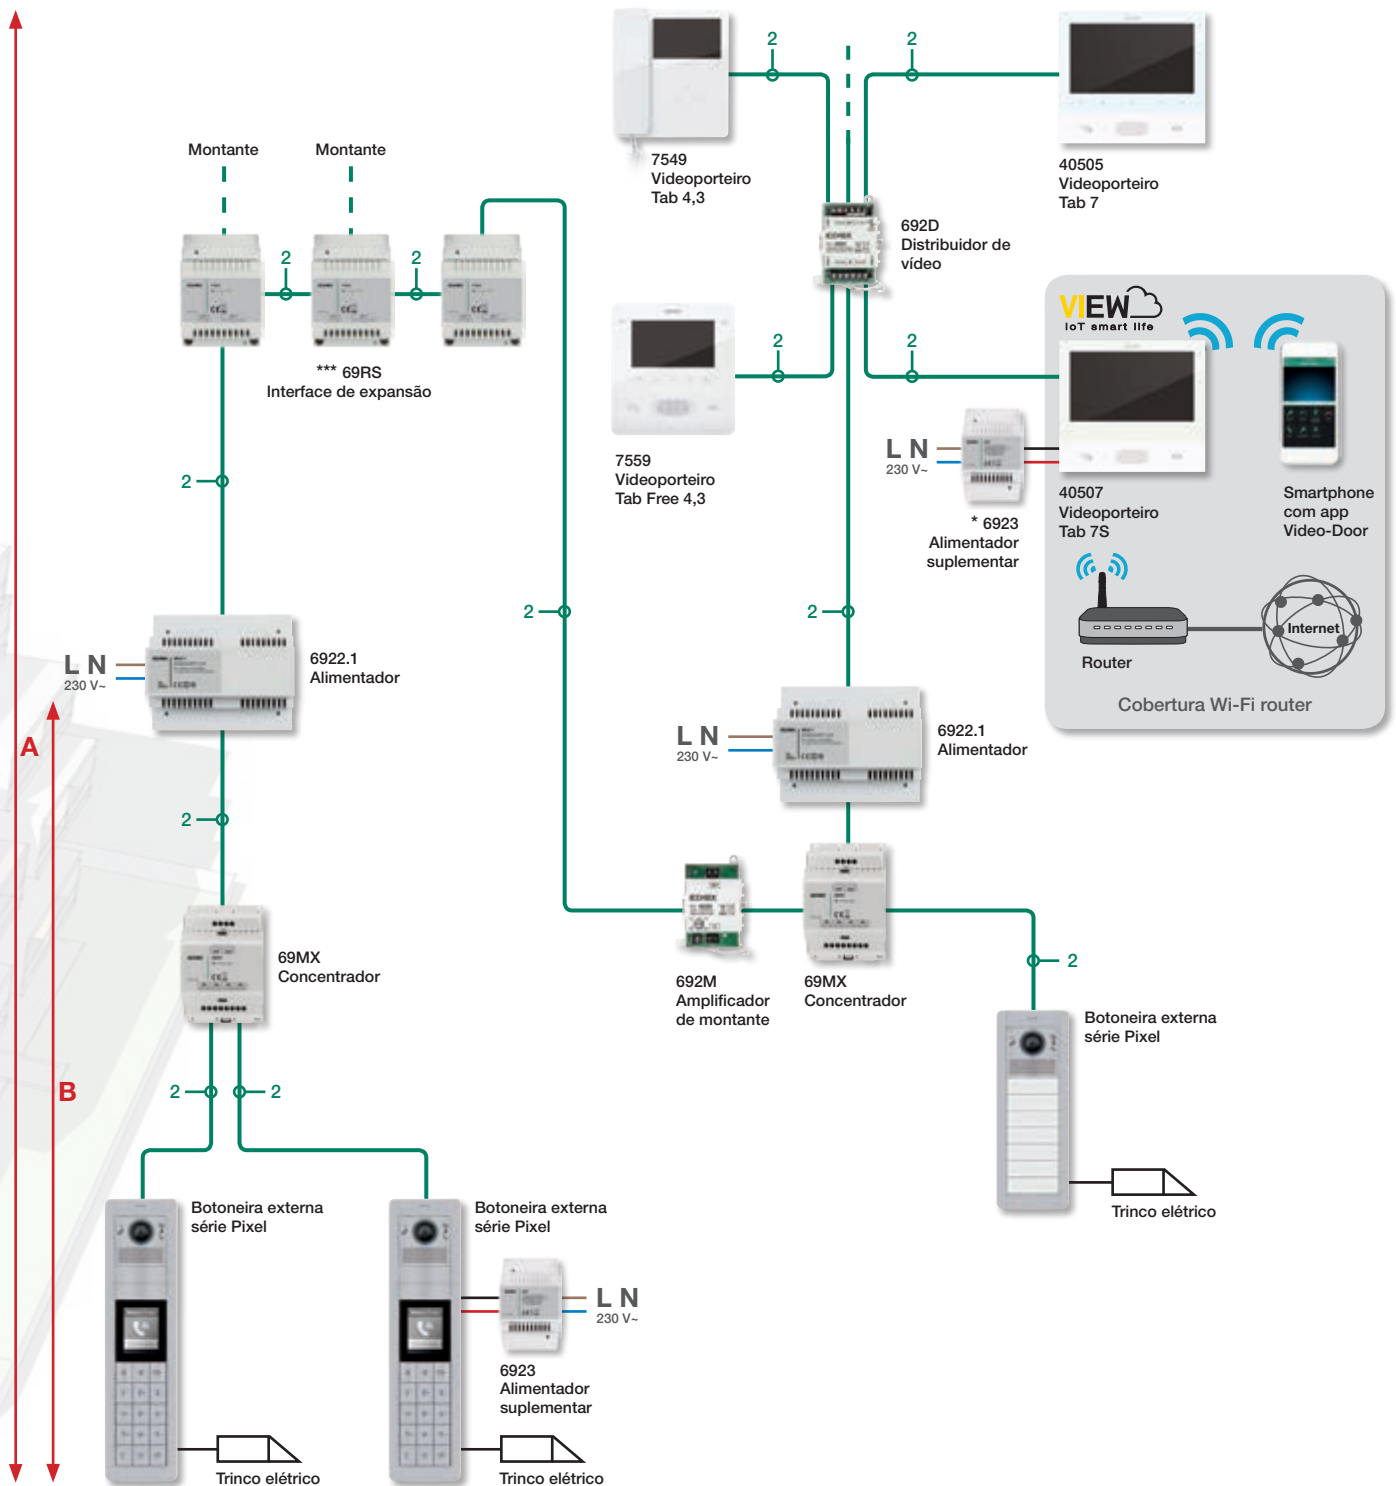 2
2
7549
Videoporteiro
Tab 4,3
40505
Videoporteiro
Tab 7
Montante
Montante
692D
Distribuidor de
vídeo
2
2
*** 69RS
Interface de expansão
VIEW
IoT smart life
2
2
L N
230 V~
7559
Videoporteiro
Tab Free 4,3
* 6923
Alimentador
suplementar
40507
Videoporteiro
Tab 7S
Smartphone
com app
Video-Door
2
2
2
Internet
Router
Cobertura Wi-Fi router
L N
230 V~
6922.1
Alimentador
L N
230 V~
6922.1
Alimentador
A
2
69MX
Concentrador
692M
Amplificador
de montante
69MX
Concentrador
2
Botoneira externa
série Pixel
B
2
2
Trinco elétrico
Botoneira externa
série Pixel
Botoneira externa
série Pixel
L N
230 V~
6923
Alimentador
suplementar
Trinco elétrico
Trinco elétrico